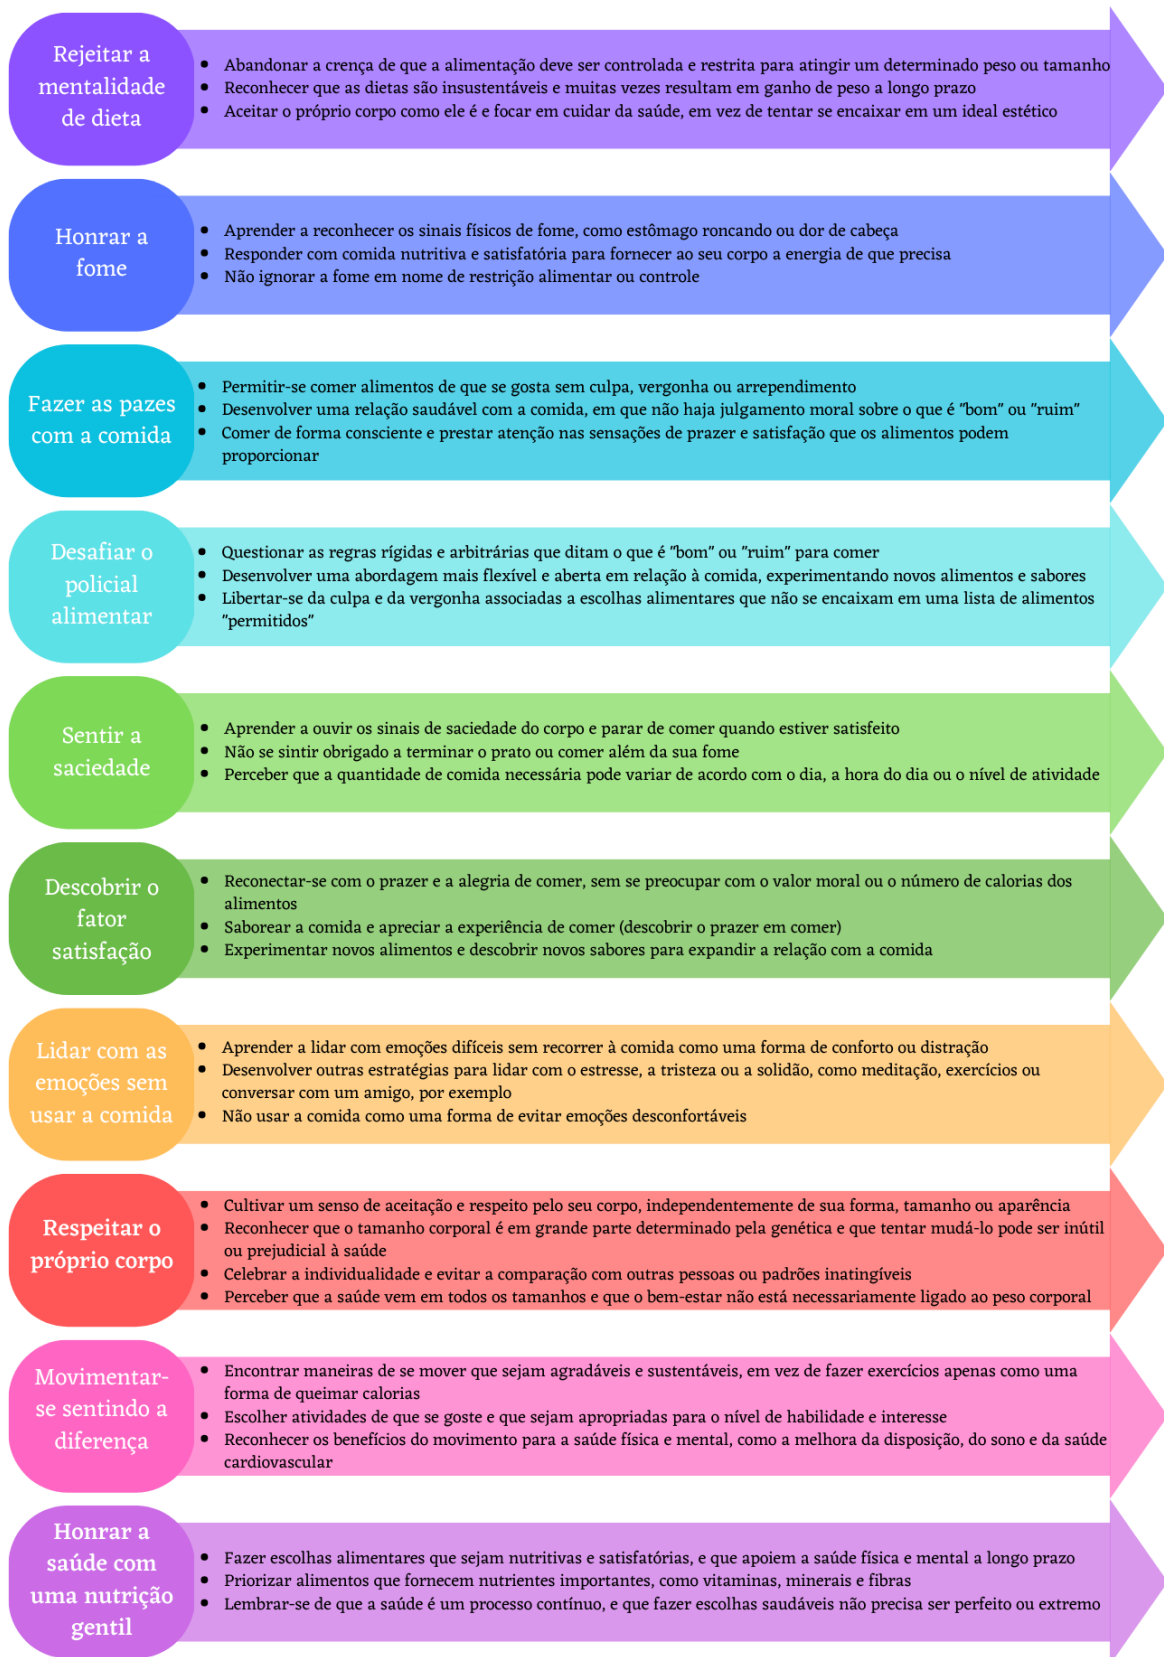 Rejeitar a
mentalidade
de dieta
• Abandonar a crença de que a alimentação deve ser controlada e restrita para atingir um determinado peso ou tamanho
• Reconhecer que as dietas são insustentáveis e muitas vezes resultam em ganho de peso a longo prazo
• Aceitar o próprio corpo como ele é e focar em cuidar da saúde, em vez de tentar se encaixar em um ideal estético
Honrar a
fome
• Aprender a reconhecer os sinais físicos de fome, como estômago roncando ou dor de cabeça
• Responder com comida nutritiva e satisfatória para fornecer ao seu corpo a energia de que precisa
• Não ignorar a fome em nome de restrição alimentar ou controle
Fazer as pazes
com a comida
• Permitir-se comer alimentos de que se gosta sem culpa, vergonha ou arrependimento
• Desenvolver uma relação saudável com a comida, em que não haja julgamento moral sobre o que é "bom" ou "ruim"
• Comer de forma consciente e prestar atenção nas sensações de prazer e satisfação que os alimentos podem
proporcionar
Desafiar o
policial
alimentar
• Questionar as regras rígidas e arbitrárias que ditam o que é "bom" ou "ruim" para comer
• Desenvolver uma abordagem mais flexível e aberta em relação à comida, experimentando novos alimentos e sabores
• Libertar-se da culpa e da vergonha associadas a escolhas alimentares que não se encaixam em uma lista de alimentos
"permitidos"
Sentir a
saciedade
• Aprender a ouvir os sinais de saciedade do corpo e parar de comer quando estiver satisfeito
• Não se sintir obrigado a terminar o prato ou comer além da sua fome
• Perceber que a quantidade de comida necessária pode variar de acordo com o dia, a hora do dia ou o nível de atividade
Descobrir o
fator
satisfação
• Reconectar-se com o prazer e a alegria de comer, sem se preocupar com o valor moral ou o número de calorias dos
alimentos
• Saborear a comida e apreciar a experiência de comer (descobrir o prazer em comer)
• Experimentar novos alimentos e descobrir novos sabores para expandir a relação com a comida
Lidar com as
emoções sem
usar a comida
• Aprender a lidar com emoções difíceis sem recorrer à comida como uma forma de conforto ou distração
• Desenvolver outras estratégias para lidar com o estresse, a tristeza ou a solidão, como meditação, exercícios ou
conversar com um amigo, por exemplo
• Não usar a comida como uma forma de evitar emoções desconfortáveis
Respeitar o
próprio corpo
• Cultivar um senso de aceitação e respeito pelo seu corpo, independentemente de sua forma, tamanho ou aparência
• Reconhecer que o tamanho corporal é em grande parte determinado pela genética e que tentar mudá-lo pode ser inútil
ou prejudicial à saúde
• Celebrar a individualidade e evitar a comparação com outras pessoas ou padrões inatingíveis
• Perceber que a saúde vem em todos os tamanhos e que o bem-estar não está necessariamente ligado ao peso corporal
Movimentar-
se sentindo a
diferença
• Encontrar maneiras de se mover que sejam agradáveis e sustentáveis, em vez de fazer exercícios apenas como uma
forma de queimar calorias
• Escolher atividades de que se goste e que sejam apropriadas para o nível de habilidade e interesse
• Reconhecer os benefícios do movimento para a saúde física e mental, como a melhora da disposição, do sono e da saúde
cardiovascular
Honrar a
saúde com
uma nutrição
gentil
• Fazer escolhas alimentares que sejam nutritivas e satisfatórias, e que apoiem a saúde física e mental a longo prazo
• Priorizar alimentos que fornecem nutrientes importantes, como vitaminas, minerais e fibras
• Lembrar-se de que a saúde é um processo contínuo, e que fazer escolhas saudáveis não precisa ser perfeito ou extremo